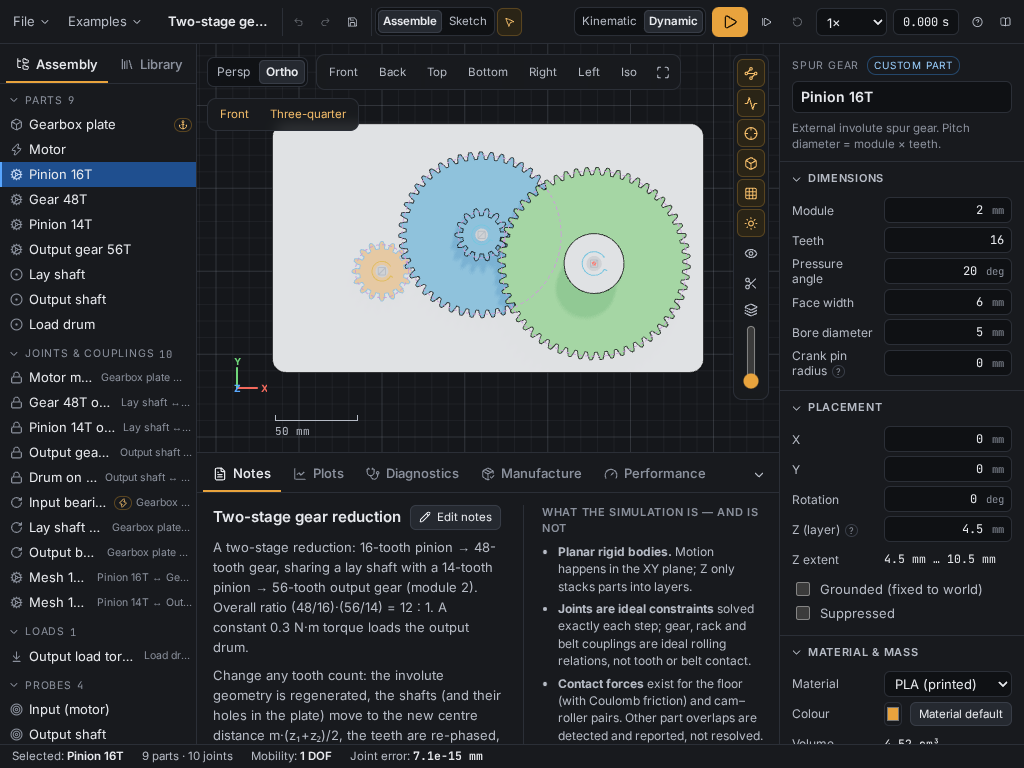 File
Examples
Two-stage ge...
Assemble
Sketch
Kinematic
Dynamic
1×
0.000 s
Assembly
Library
PARTS 9
Gearbox plate
Motor
Pinion 16T
Gear 48T
Pinion 14T
Output gear 56T
Lay shaft
Output shaft
Load drum
JOINTS & COUPLINGS 10
Motor m... Gearbox plate ...
Gear 48T o... Lay shaft ↔...
Pinion 14T o... Lay shaft ↔...
Output gea... Output shaft ...
Drum on ... Output shaft ↔ ...
Input beari... Gearbox ...
Lay shaft ... Gearbox plate...
Output b... Gearbox plate ...
Mesh 1... Pinion 16T ↔ Ge...
Mesh 1... Pinion 14T ↔ Out...
LOADS 1
Output load tor... Load dr...
PROBES 4
Input (motor)
Output shaft
Persp
Ortho
Front
Back
Top
Bottom
Right
Left
Iso
Front
Three-quarter
Y
Z
X
50 mm
Notes
Plots
Diagnostics
Manufacture
Performance
Two-stage gear reduction
Edit notes
A two-stage reduction: 16-tooth pinion → 48-
tooth gear, sharing a lay shaft with a 14-tooth
pinion → 56-tooth output gear (module 2).
Overall ratio (48/16)·(56/14) = 12 : 1. A
constant 0.3 N·m torque loads the output
drum.
Change any tooth count: the involute
geometry is regenerated, the shafts (and their
holes in the plate) move to the new centre
distance m·(z₁+z₂)/2, the teeth are re-phased,
WHAT THE SIMULATION IS — AND IS
NOT
• Planar rigid bodies. Motion
happens in the XY plane; Z only
stacks parts into layers.
• Joints are ideal constraints solved
exactly each step; gear, rack and
belt couplings are ideal rolling
relations, not tooth or belt contact.
• Contact forces exist for the floor
(with Coulomb friction) and cam–
roller pairs. Other part overlaps are
detected and reported, not resolved.
SPUR GEAR
CUSTOM PART
Pinion 16T
External involute spur gear. Pitch
diameter = module × teeth.
DIMENSIONS
Module 2 mm
Teeth 16
Pressure
angle 20 deg
Face width 6 mm
Bore diameter 5 mm
Crank pin
radius ? 0 mm
PLACEMENT
X 0 mm
Y 0 mm
Rotation 0 deg
Z (layer) ? 4.5 mm
Z extent 4.5 mm … 10.5 mm
Grounded (fixed to world)
Suppressed
MATERIAL & MASS
Material PLA (printed)
Colour Material default
Volume 4.52 cm³
Selected: Pinion 16T
9 parts · 10 joints
Mobility: 1 DOF
Joint error: 7.1e-15 mm